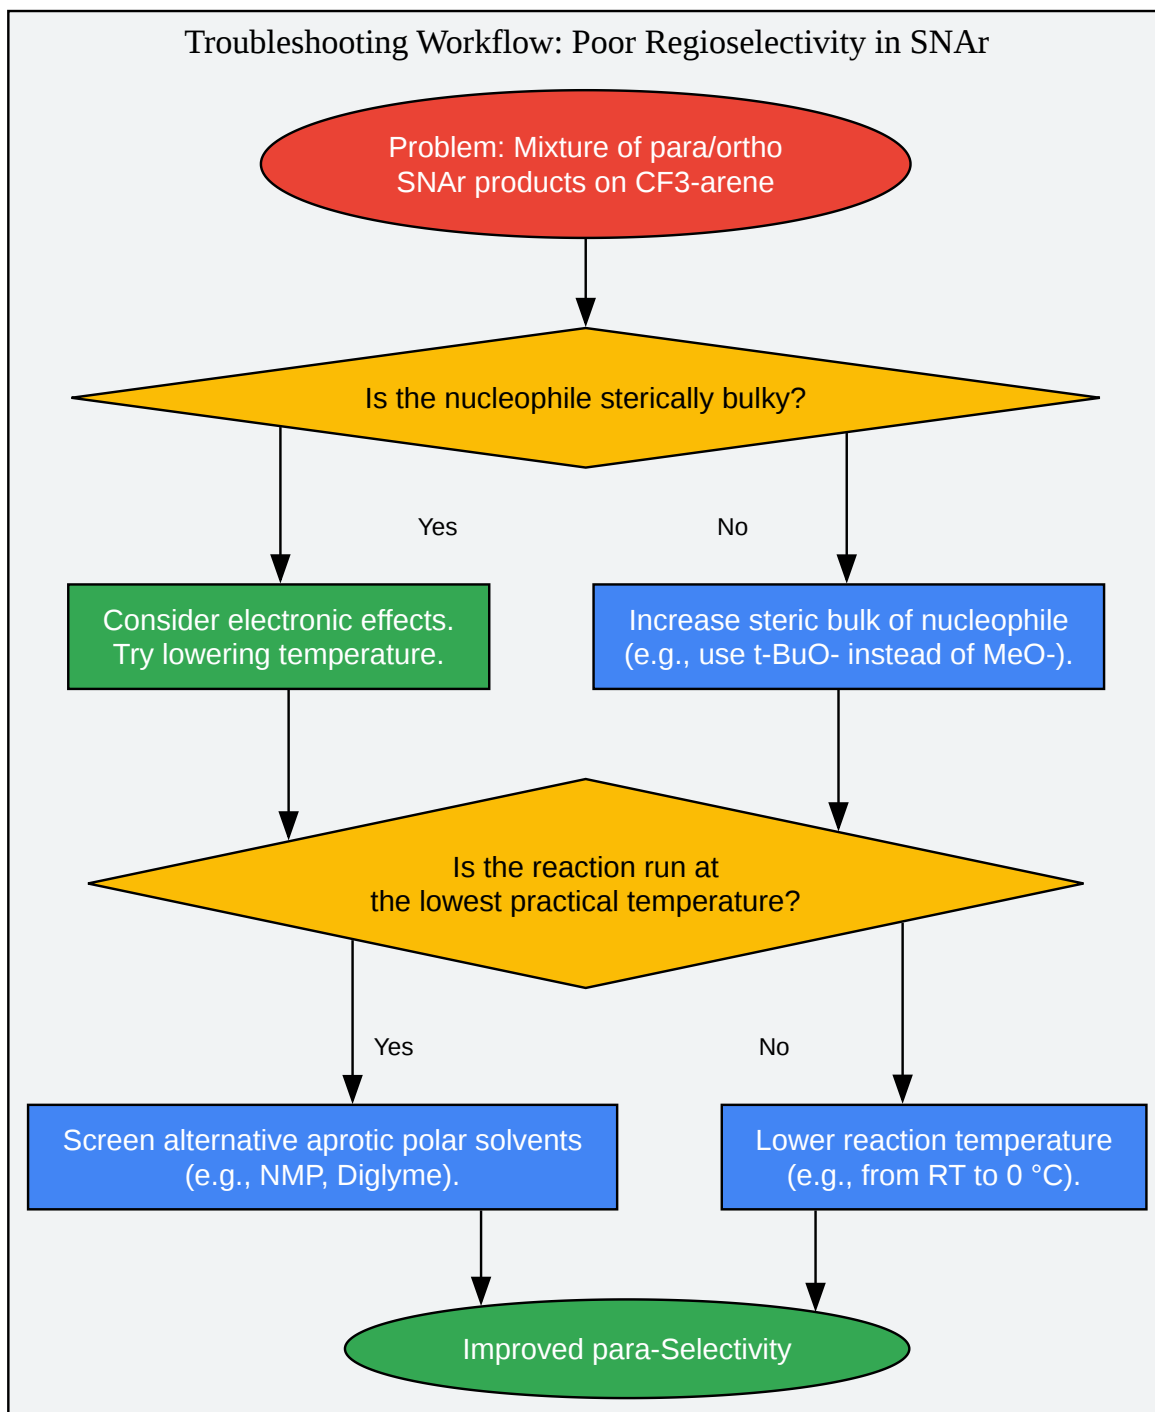 Troubleshooting Workflow: Poor Regioselectivity in SNAr
Problem: Mixture of para/ortho
SNAr products on CF3-arene
Is the nucleophile sterically bulky?
Yes
No
Consider electronic effects.
Try lowering temperature.
Increase steric bulk of nucleophile
(e.g., use t-BuO- instead of MeO-).
Is the reaction run at
the lowest practical temperature?
Yes
No
Screen alternative aprotic polar solvents
(e.g., NMP, Diglyme).
Lower reaction temperature
(e.g., from RT to 0 °C).
Improved para-Selectivity